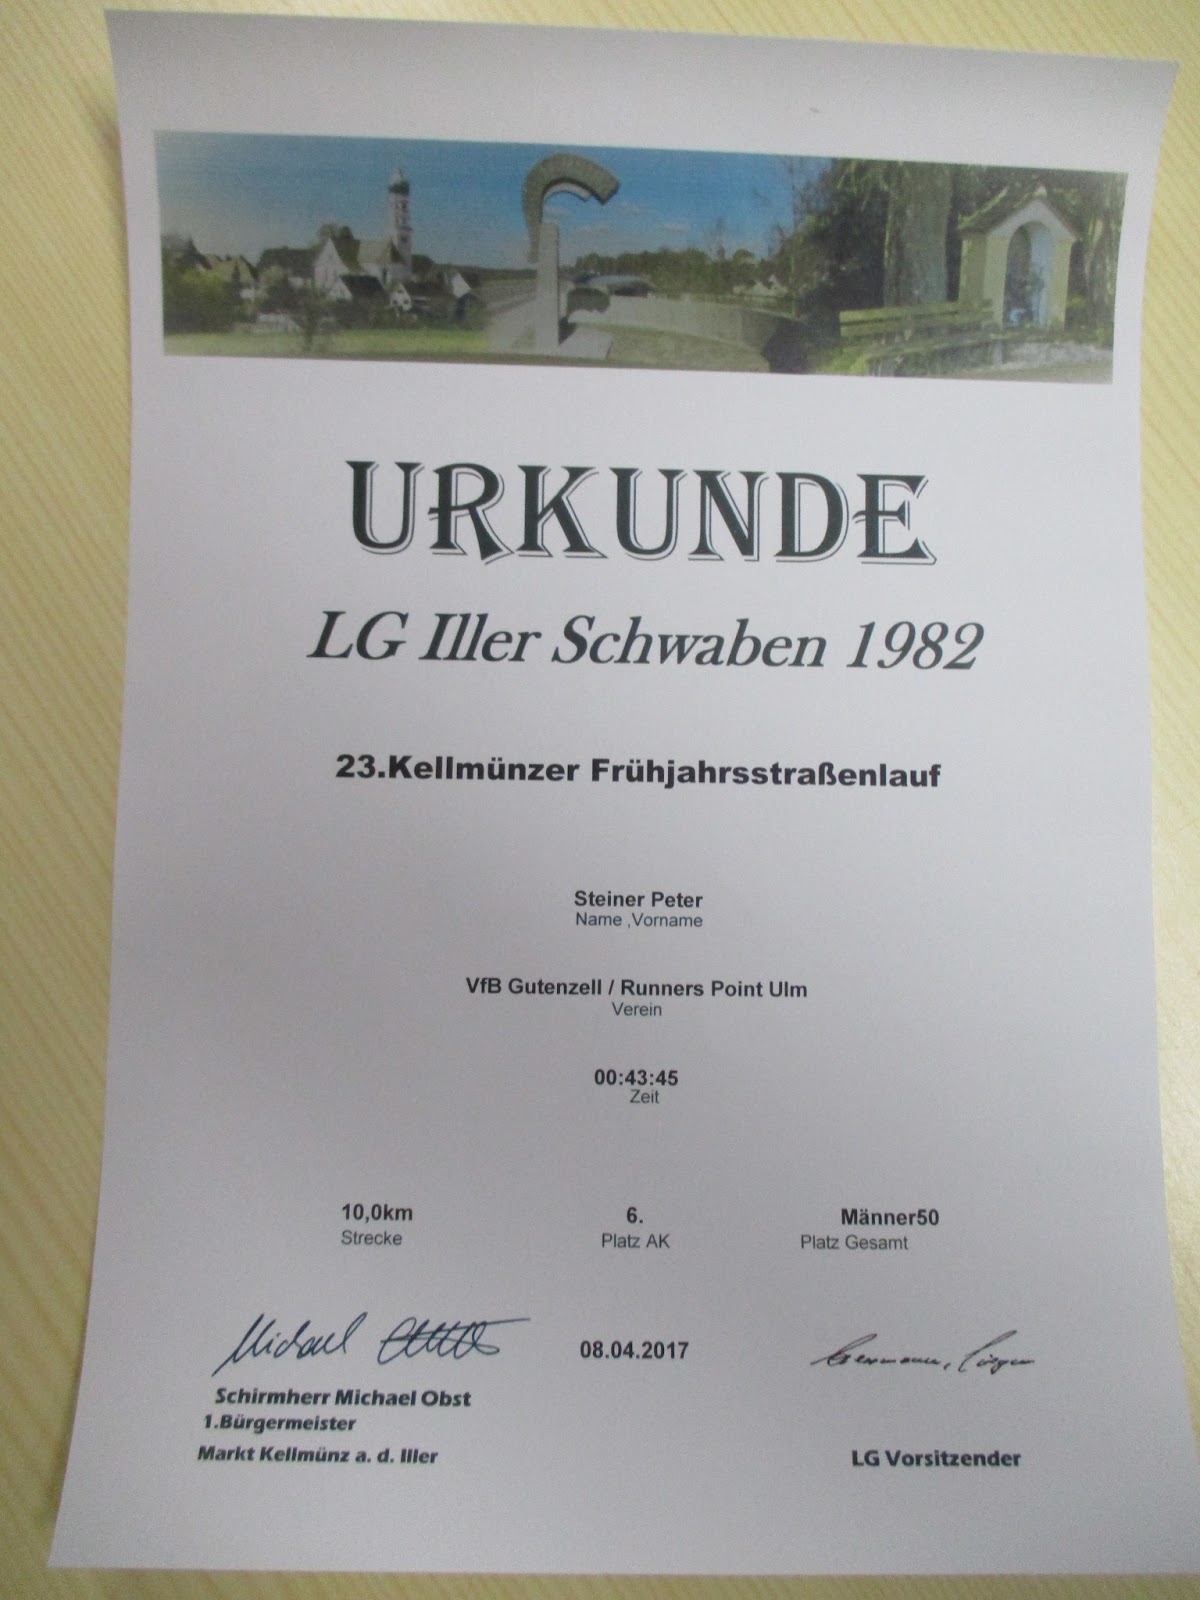 URKUNDE
LG Iller Schwaben 1982
23.Kellmünzer Frühjahrsstraßenlauf
Steiner Peter
Name ,Vorname
VfB Gutenzell / Runners Point Ulm
Verein
00:43:45
Zeit
10,0km 6. Männer50
Strecke Platz AK Platz Gesamt
Michael
08.04.2017
Schirmherr Michael Obst
1.Bürgermeister
Markt Kellmünz a. d. Iller LG Vorsitzender